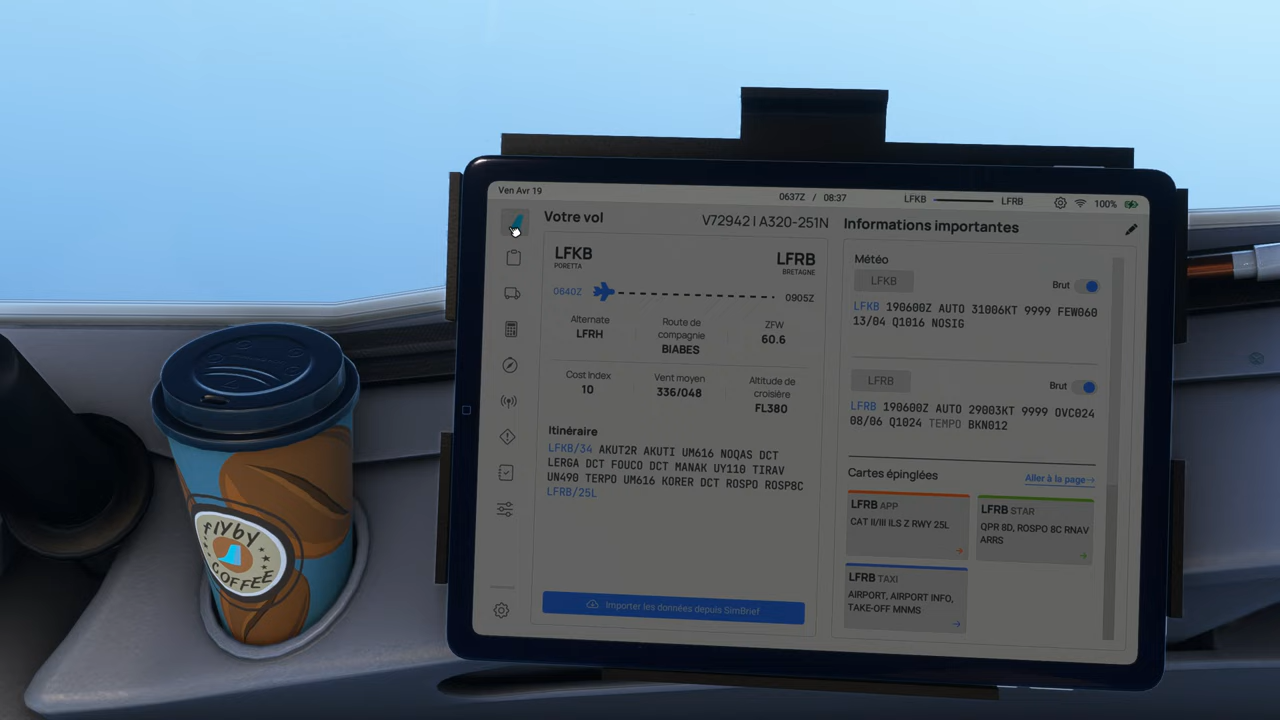 Ven Avr 19
0637Z / 08:37
LFKB LFRB
100%
Votre vol
V72942 | A320-251N
LFKB
PORETTA
LFRB
BRETAGNE
0640Z
0905Z
Alternate
LFRH
Route de
compagnie
BIABES
ZFW
60.6
Cost Index
10
Vent moyen
336/048
Altitude de
croisière
FL380
Itinéraire
LFKB/34 AKUT2R AKUTI UM616 NOQAS DCT
LERGA DCT FOUCO DCT MANAK UY110 TIRAV
UN490 TERPO UM616 KORER DCT ROSPO ROSP8C
LFRB/25L
Importer les données depuis SimBrief
Informations importantes
Météo
LFKB
Brut
LFKB 190600Z AUTO 31006KT 9999 FEW060
13/04 Q1016 NOSIG
LFRB
Brut
LFRB 190600Z AUTO 29003KT 9999 OVC024
08/06 Q1024 TEMPO BKN012
Cartes épinglées
Aller à la page
LFRB APP
CAT II/III ILS Z RWY 25L
LFRB STAR
QPR 8D, ROSPO 8C RNAV
ARRS
LFRB TAXI
AIRPORT, AIRPORT INFO,
TAKE-OFF MNMS
flyby
COFFEE